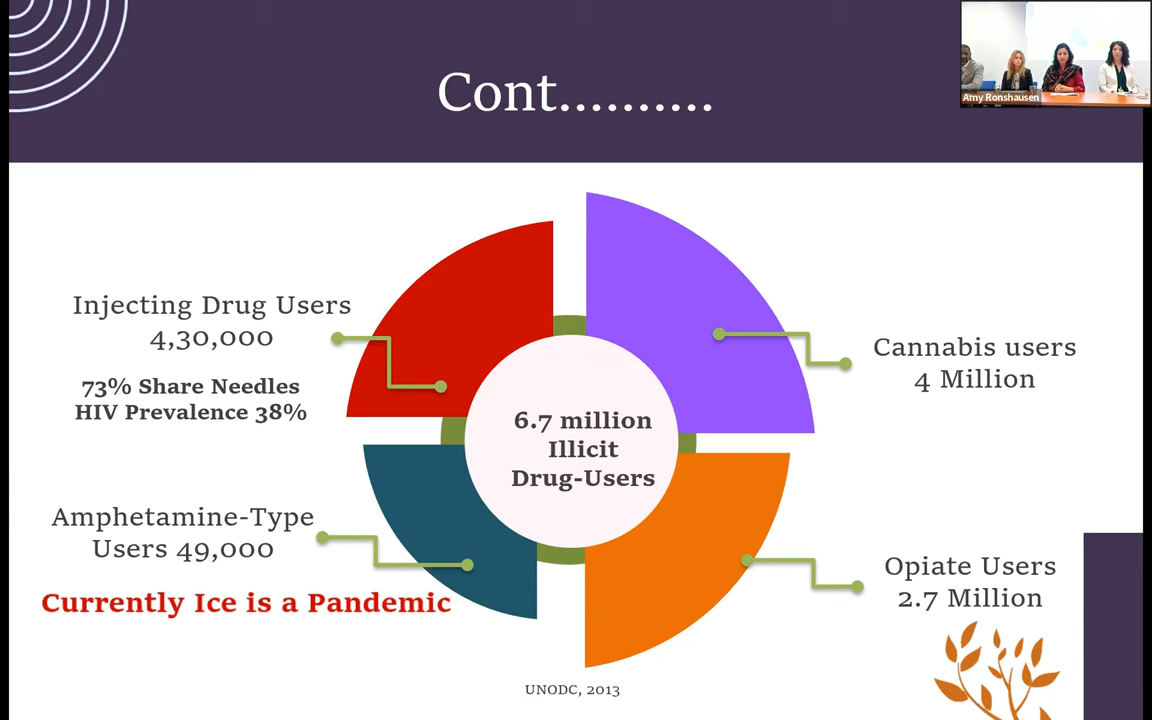 Cont..........
Amy Ronshausen
Injecting Drug Users
4,30,000
73% Share Needles
HIV Prevalence 38%
Cannabis users
4 Million
6.7 million
Illicit
Drug-Users
Amphetamine-Type
Users 49,000
Currently Ice is a Pandemic
Opiate Users
2.7 Million
UNODC, 2013